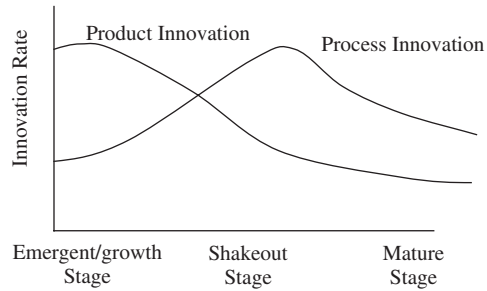 Product Innovation
Process Innovation
Innovation Rate
Emergent/growth
Stage
Shakeout
Stage
Mature
Stage